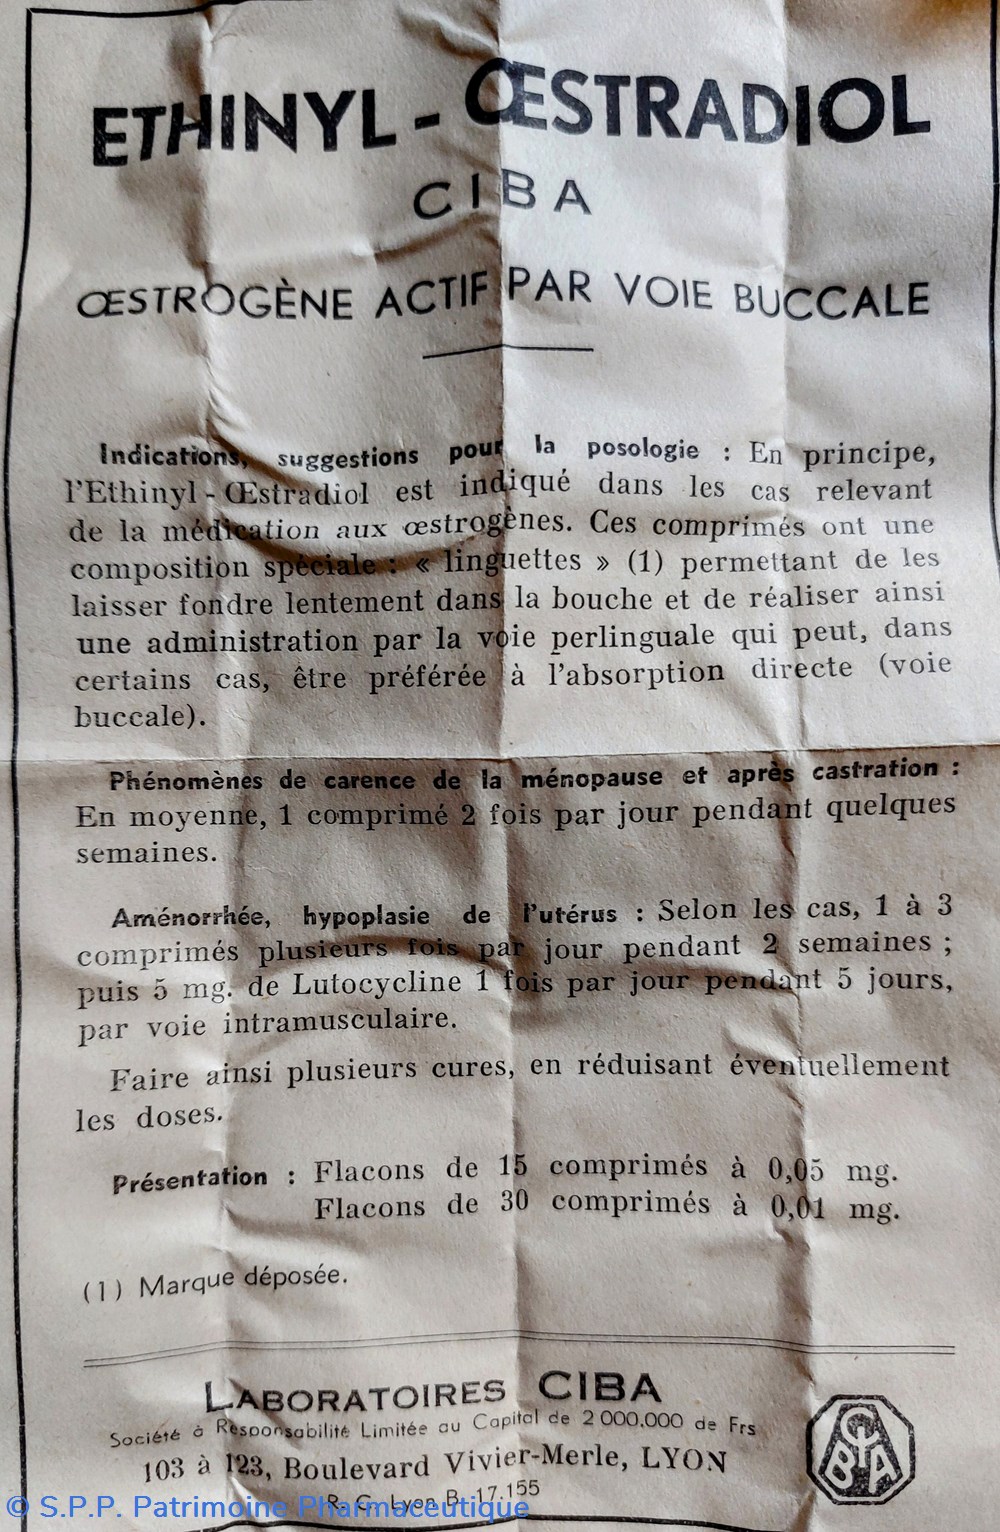 ETHINYL-ŒSTRADIOL
CIBA
ŒSTROGÈNE ACTIF PAR VOIE BUCCALE
Indications, suggestions pour la posologie : En principe,
l'Ethinyl-Œstradiol est indiqué dans les cas relevant
de la médication aux œstrogènes. Ces comprimés ont une
composition spéciale : « linguettes » (1) permettant de les
laisser fondre lentement dans la bouche et de réaliser ainsi
une administration par la voie perlinguale qui peut, dans
certains cas, être préférée à l'absorption directe (voie
buccale).
Phénomènes de carence de la ménopause et après castration :
En moyenne, 1 comprimé 2 fois par jour pendant quelques
semaines.
Aménorrhée, hypoplasie de l'utérus : Selon les cas, 1 à 3
comprimés plusieurs fois par jour pendant 2 semaines ;
puis 5 mg. de Lutocycline 1 fois par jour pendant 5 jours,
par voie intramusculaire.
Faire ainsi plusieurs cures, en réduisant éventuellement
les doses.
Présentation : Flacons de 15 comprimés à 0,05 mg.
Flacons de 30 comprimés à 0,01 mg.
(1) Marque déposée.
LABORATOIRES CIBA
Société à Responsabilité Limitée au Capital de 2 000.000 de Frs
103 à 123, Boulevard Vivier-Merle, LYON
R. C. Lyon B. 17.155
CIBA
© S.P.P. Patrimoine Pharmaceutique